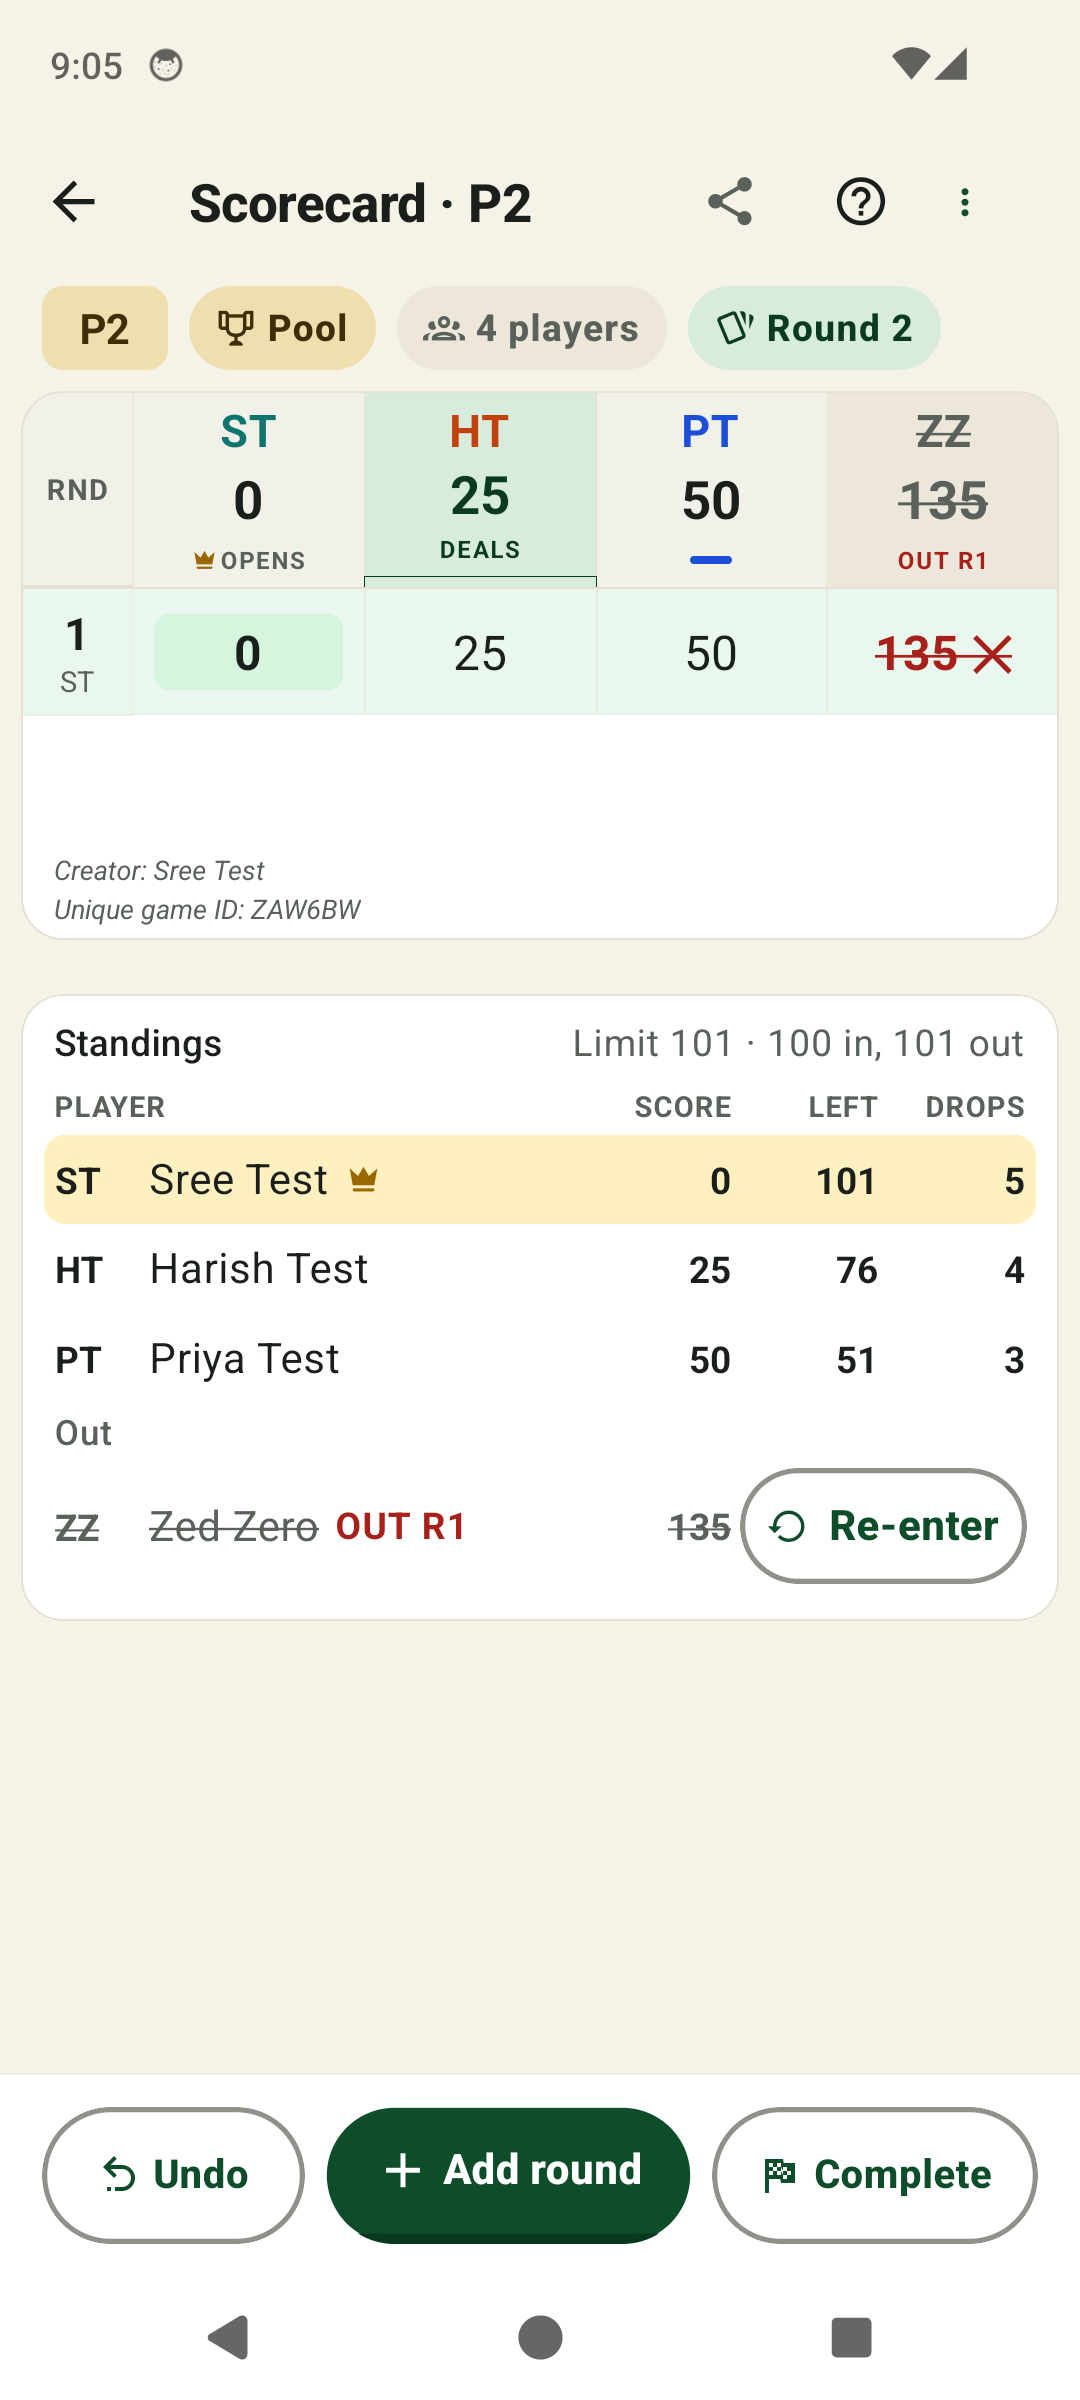 9:05
Scorecard · P2
P2 Pool 4 players Round 2
RND ST HT PT ZZ
0 25 50 135
OPENS DEALS OUT R1
1 0 25 50 135
ST
Creator: Sree Test
Unique game ID: ZAW6BW
Standings Limit 101 · 100 in, 101 out
PLAYER SCORE LEFT DROPS
ST Sree Test 0 101 5
HT Harish Test 25 76 4
PT Priya Test 50 51 3
Out
ZZ Zed Zero OUT R1 135 Re-enter
Undo Add round Complete